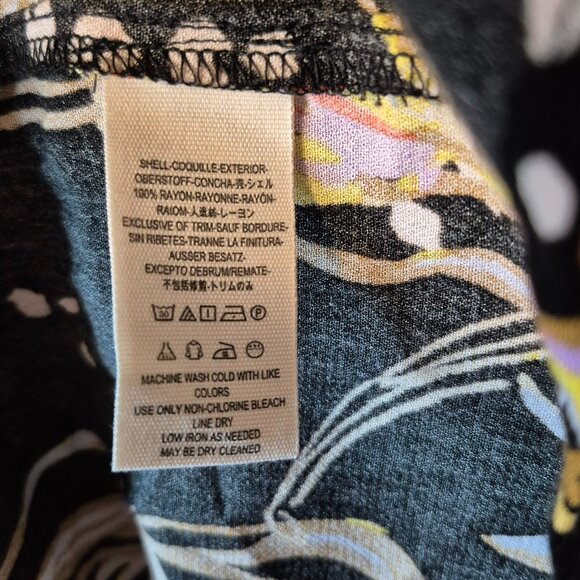 SHELL-COQUILLE-EXTERIOR-
OBERSTOFF-CONCHA-売-シェル
100% RAYON-RAYONNE-RAYÓN-
RAIOM-人造絲-レーヨン
EXCLUSIVE OF TRIM-SAUF BORDURE-
SIN RIBETES-TRANNE LA FINITURA-
AUSSER BESATZ-
EXCEPTO DEBRUM/REMATE-
不包括修剪-トリムのみ
MACHINE WASH COLD WITH LIKE
COLORS
USE ONLY NON-CHLORINE BLEACH
LINE DRY
LOW IRON AS NEEDED
MAY BE DRY CLEANED